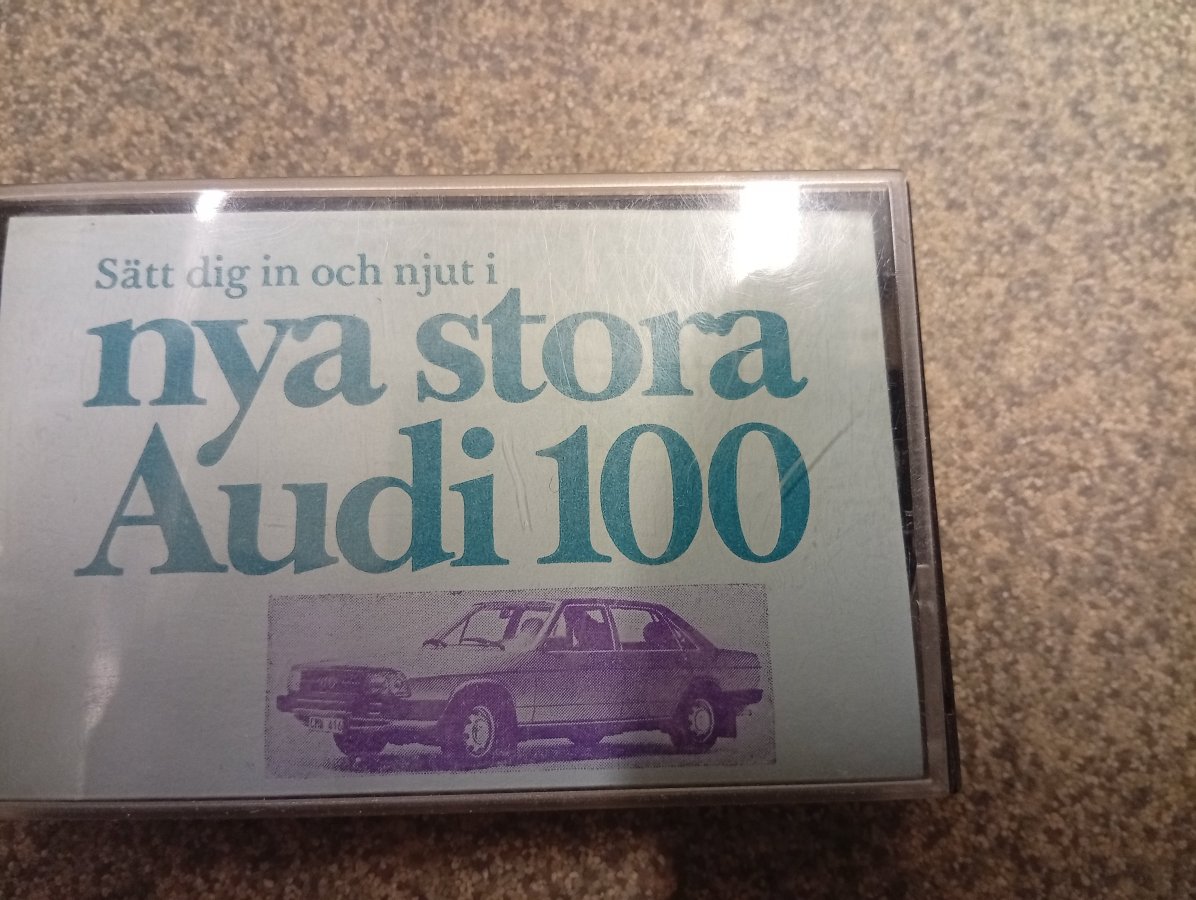 Sätt dig in och njut i
nya stora
Audi 100